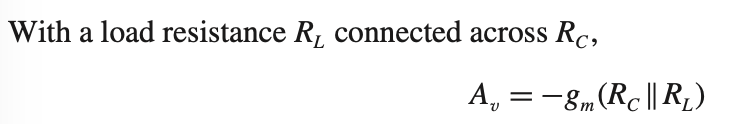 With a load resistance R_L connected across R_C,
A_v = −g_m(R_C ∥ R_L)